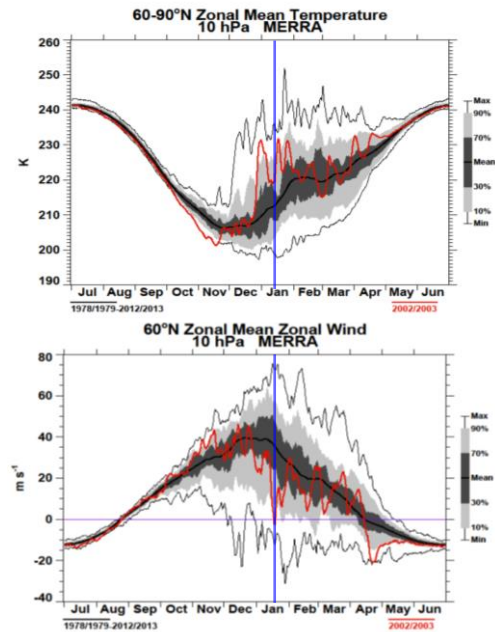 60-90°N Zonal Mean Temperature
10 hPa MERRA
260
250
240
230
220
210
200
190
K
Max
90%
70%
Mean
30%
10%
Min
Jul Aug Sep Oct Nov Dec Jan Feb Mar Apr May Jun
1978/1979-2012/2013
2002/2003
60°N Zonal Mean Zonal Wind
10 hPa MERRA
80
60
40
20
0
-20
-40
m s-1
Max
90%
70%
Mean
30%
10%
Min
Jul Aug Sep Oct Nov Dec Jan Feb Mar Apr May Jun
1978/1979-2012/2013
2002/2003